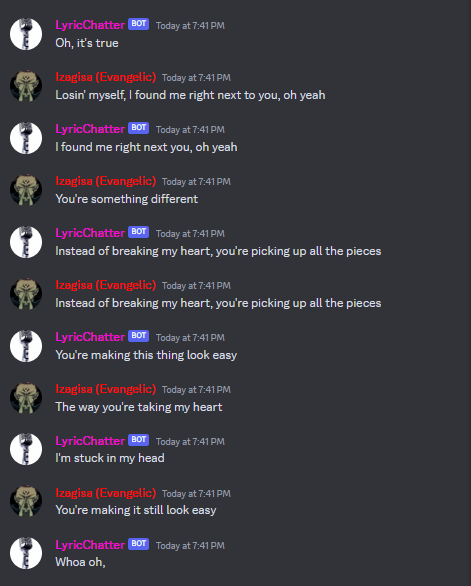 LyricChatter BOT Today at 7:41 PM
Oh, it's true
Izagisa (Evangelic) Today at 7:41 PM
Losin' myself, I found me right next to you, oh yeah
LyricChatter BOT Today at 7:41 PM
I found me right next you, oh yeah
Izagisa (Evangelic) Today at 7:41 PM
You're something different
LyricChatter BOT Today at 7:41 PM
Instead of breaking my heart, you're picking up all the pieces
Izagisa (Evangelic) Today at 7:41 PM
Instead of breaking my heart, you're picking up all the pieces
LyricChatter BOT Today at 7:41 PM
You're making this thing look easy
Izagisa (Evangelic) Today at 7:41 PM
The way you're taking my heart
LyricChatter BOT Today at 7:41 PM
I'm stuck in my head
Izagisa (Evangelic) Today at 7:41 PM
You're making it still look easy
LyricChatter BOT Today at 7:41 PM
Whoa oh,